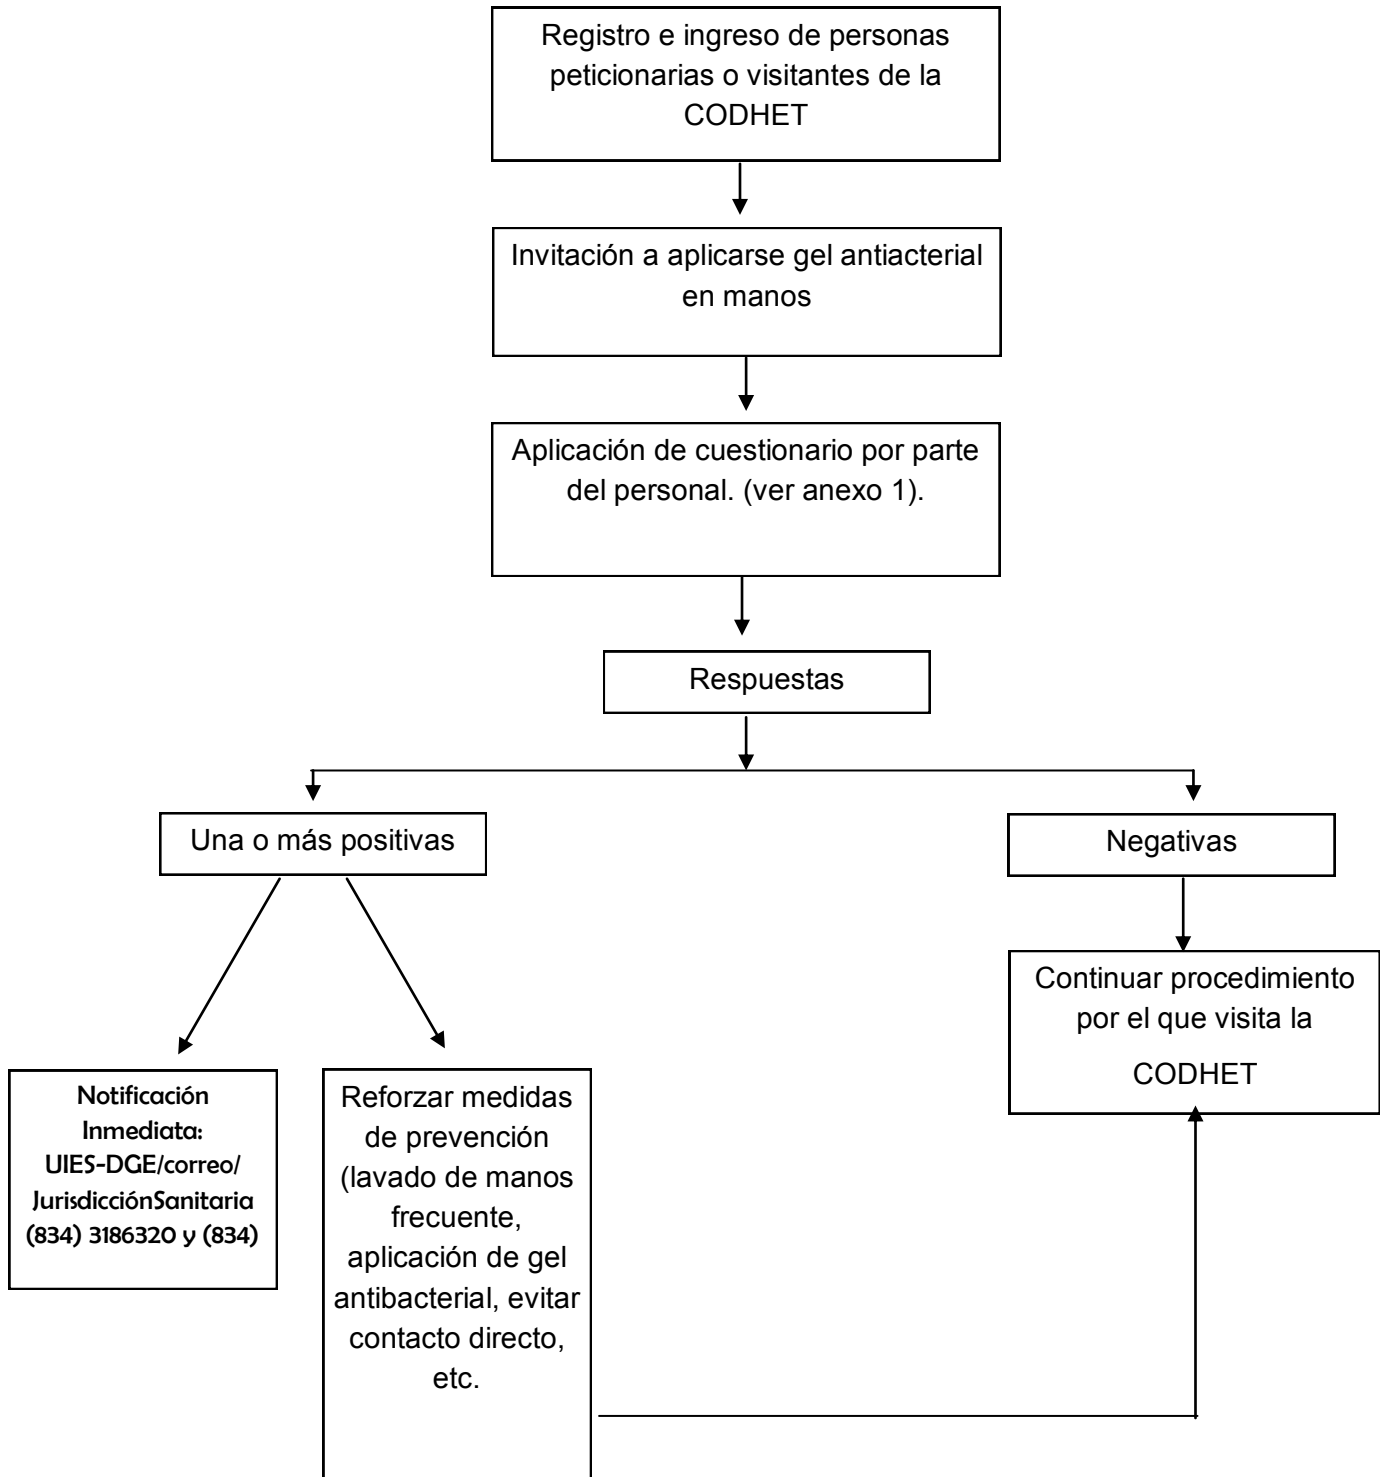 Registro e ingreso de personas
peticionarias o visitantes de la
CODHET
Invitación a aplicarse gel antiacterial
en manos
Aplicación de cuestionario por parte
del personal. (ver anexo 1).
Respuestas
Una o más positivas
Negativas
Continuar procedimiento
por el que visita la
CODHET
Notificación
Inmediata:
UIES-DGE/correo/
JurisdicciónSanitaria
(834) 3186320 y (834)
Reforzar medidas
de prevención
(lavado de manos
frecuente,
aplicación de gel
antibacterial, evitar
contacto directo,
etc.